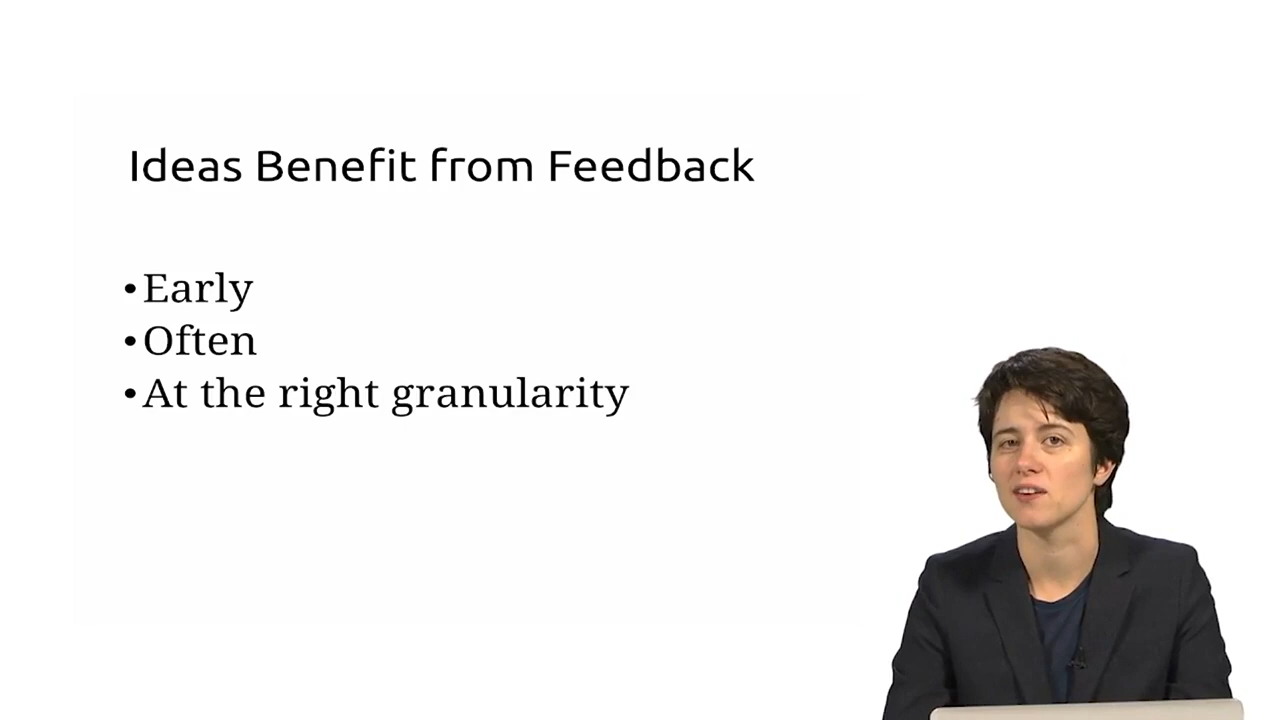 Ideas Benefit from Feedback
•Early
•Often
•At the right granularity